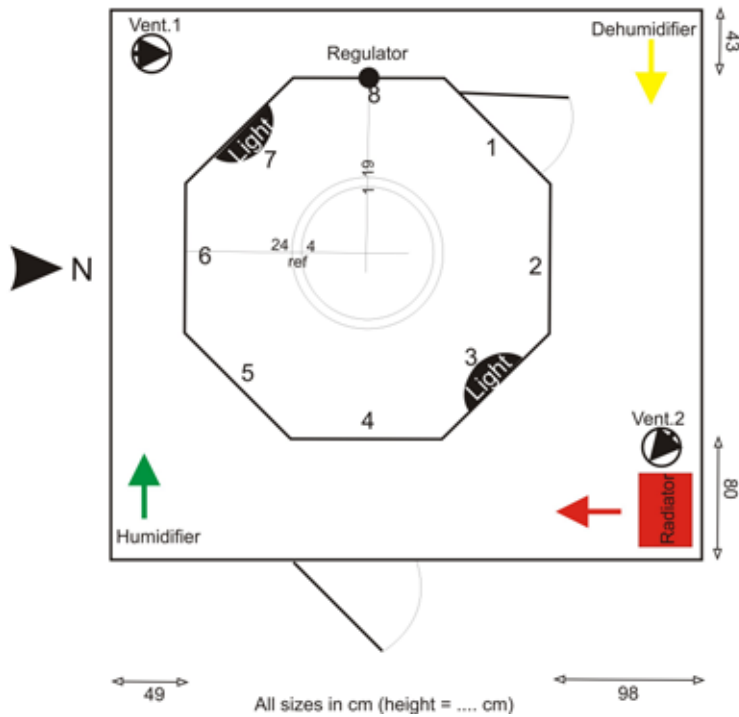 Vent.1
Dehumidifier
43
Regulator
8
Light
7
1
19
1
N
24
4
ref
6
2
3
Light
5
4
Vent.2
Radiator
80
Humidifier
49
98
All sizes in cm (height = .... cm)